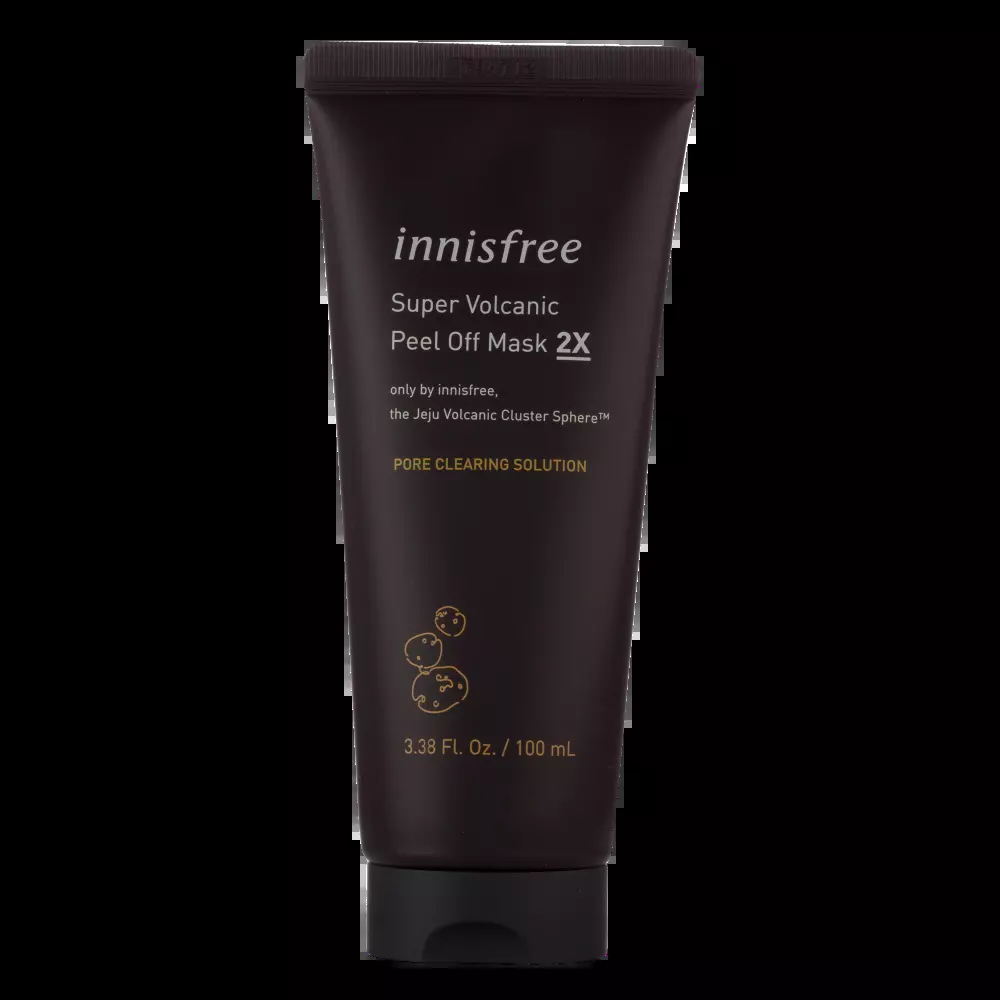 innisfree
Super Volcanic
Peel Off Mask 2X
only by innisfree,
the Jeju Volcanic Cluster Sphere™
PORE CLEARING SOLUTION
3.38 Fl. Oz. / 100 mL